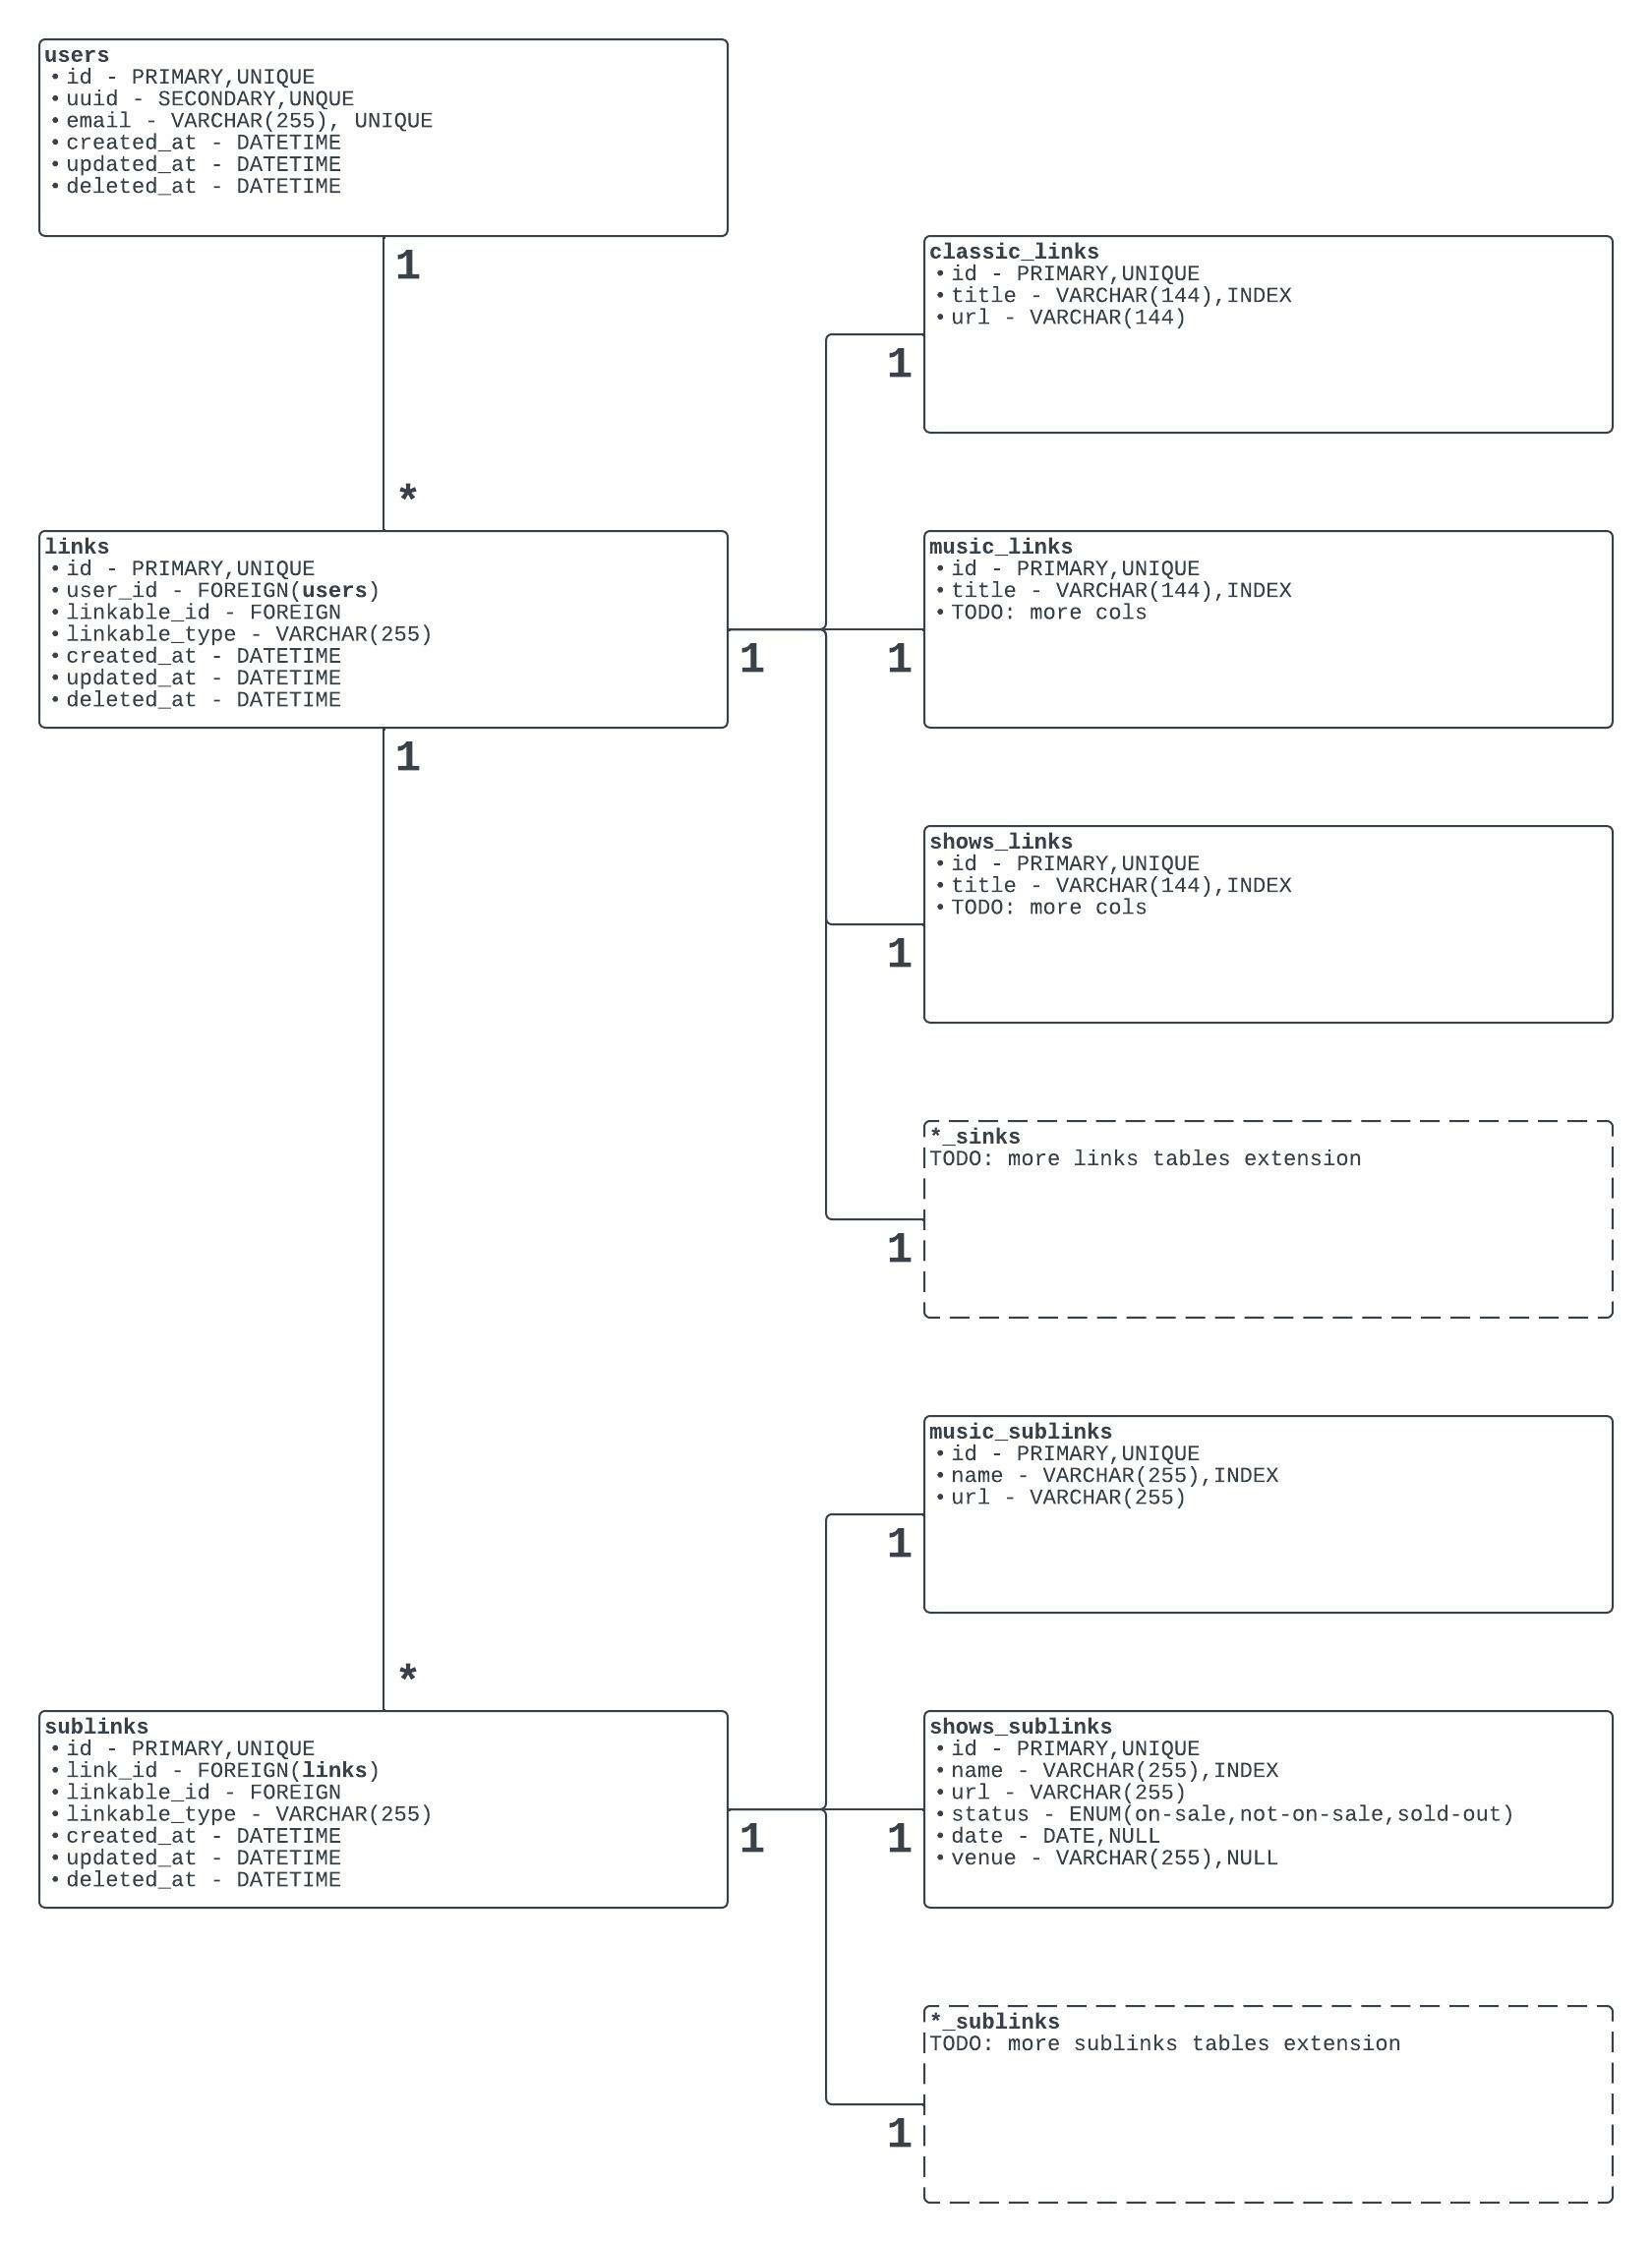 users
• id - PRIMARY,UNIQUE
• uuid - SECONDARY,UNQUE
• email - VARCHAR(255), UNIQUE
• created_at - DATETIME
• updated_at - DATETIME
• deleted_at - DATETIME
1
*
links
• id - PRIMARY,UNIQUE
• user_id - FOREIGN(users)
• linkable_id - FOREIGN
• linkable_type - VARCHAR(255)
• created_at - DATETIME
• updated_at - DATETIME
• deleted_at - DATETIME
1
1
classic_links
• id - PRIMARY,UNIQUE
• title - VARCHAR(144),INDEX
• url - VARCHAR(144)
1
music_links
• id - PRIMARY,UNIQUE
• title - VARCHAR(144),INDEX
• TODO: more cols
1
shows_links
• id - PRIMARY,UNIQUE
• title - VARCHAR(144),INDEX
• TODO: more cols
1
*_sinks
TODO: more links tables extension
1
*
sublinks
• id - PRIMARY,UNIQUE
• link_id - FOREIGN(links)
• linkable_id - FOREIGN
• linkable_type - VARCHAR(255)
• created_at - DATETIME
• updated_at - DATETIME
• deleted_at - DATETIME
1
music_sublinks
• id - PRIMARY,UNIQUE
• name - VARCHAR(255),INDEX
• url - VARCHAR(255)
1
shows_sublinks
• id - PRIMARY,UNIQUE
• name - VARCHAR(255),INDEX
• url - VARCHAR(255)
• status - ENUM(on-sale,not-on-sale,sold-out)
• date - DATE,NULL
• venue - VARCHAR(255),NULL
1
*_sublinks
TODO: more sublinks tables extension
1